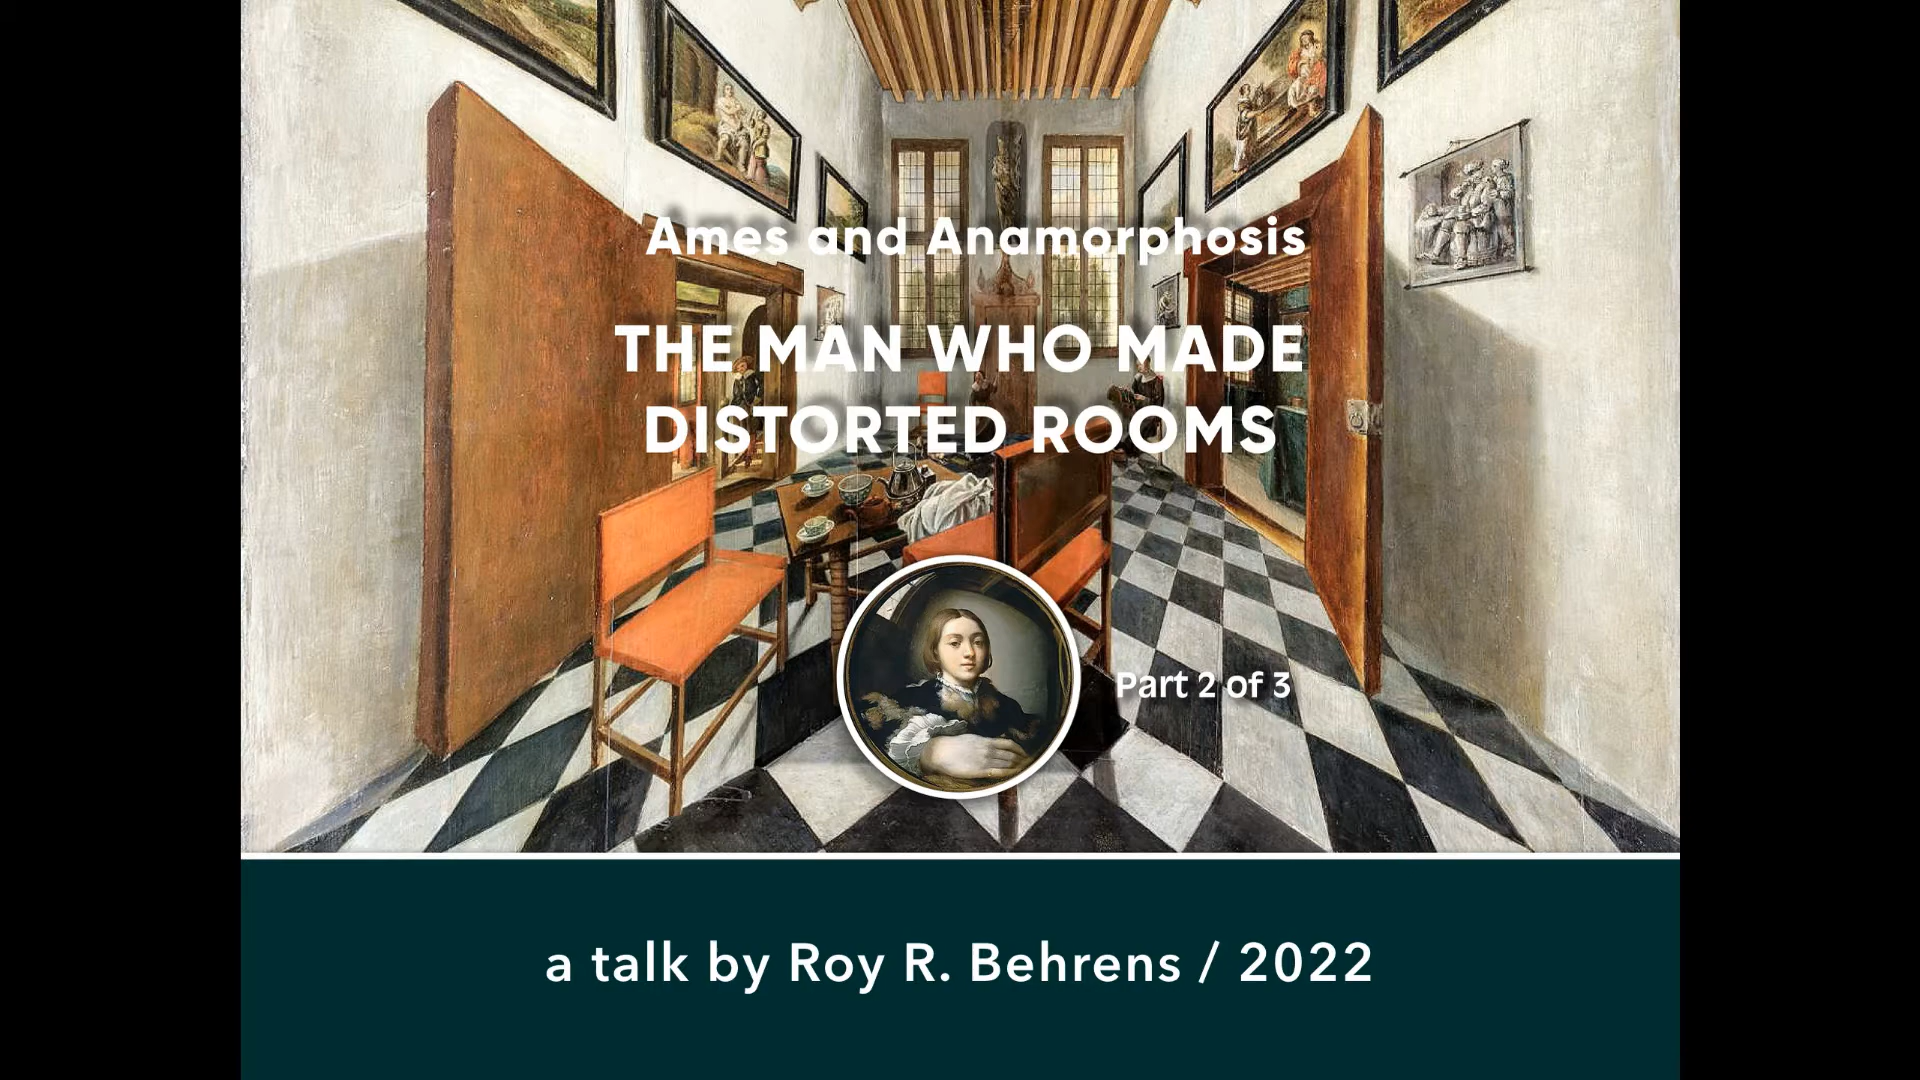 Ames and Anamorphosis
THE MAN WHO MADE
DISTORTED ROOMS
Part 2 of 3
a talk by Roy R. Behrens / 2022